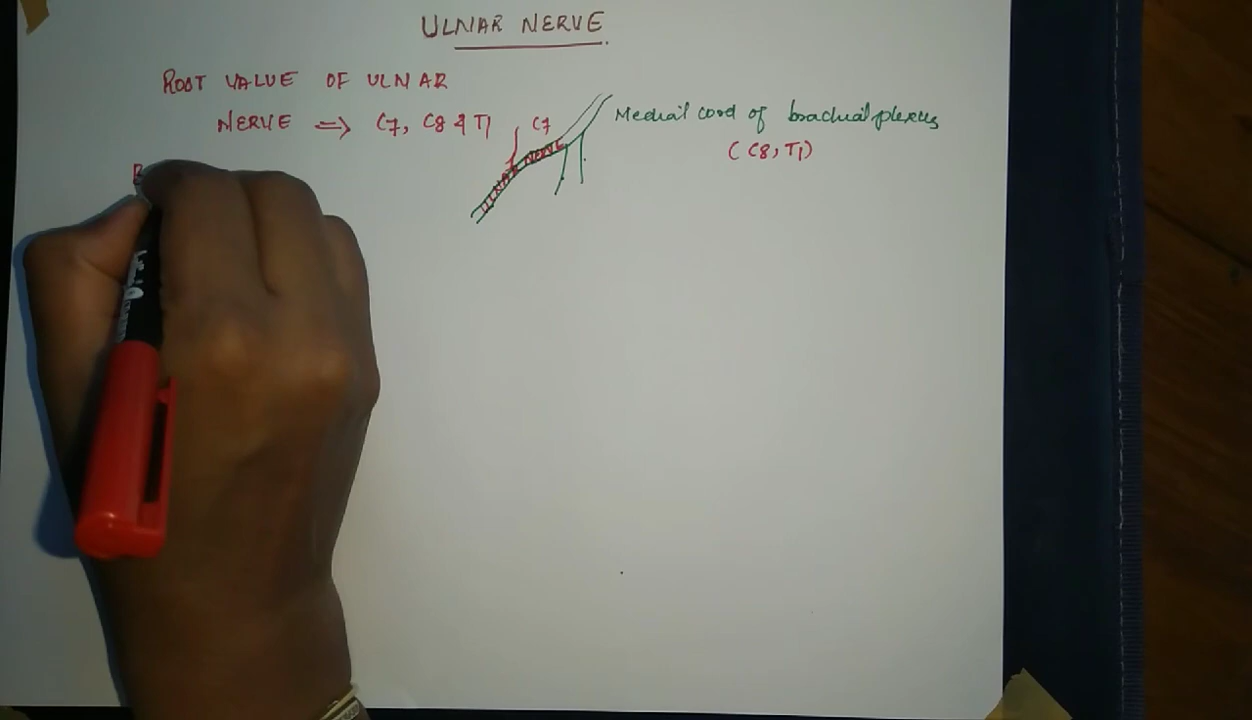 ULNAR NERVE
ROOT VALUE OF ULNAR
NERVE => C7, C8 & T1
C7
Medial cord of brachial plexus
(C8, T1)
ULNAR NERVE